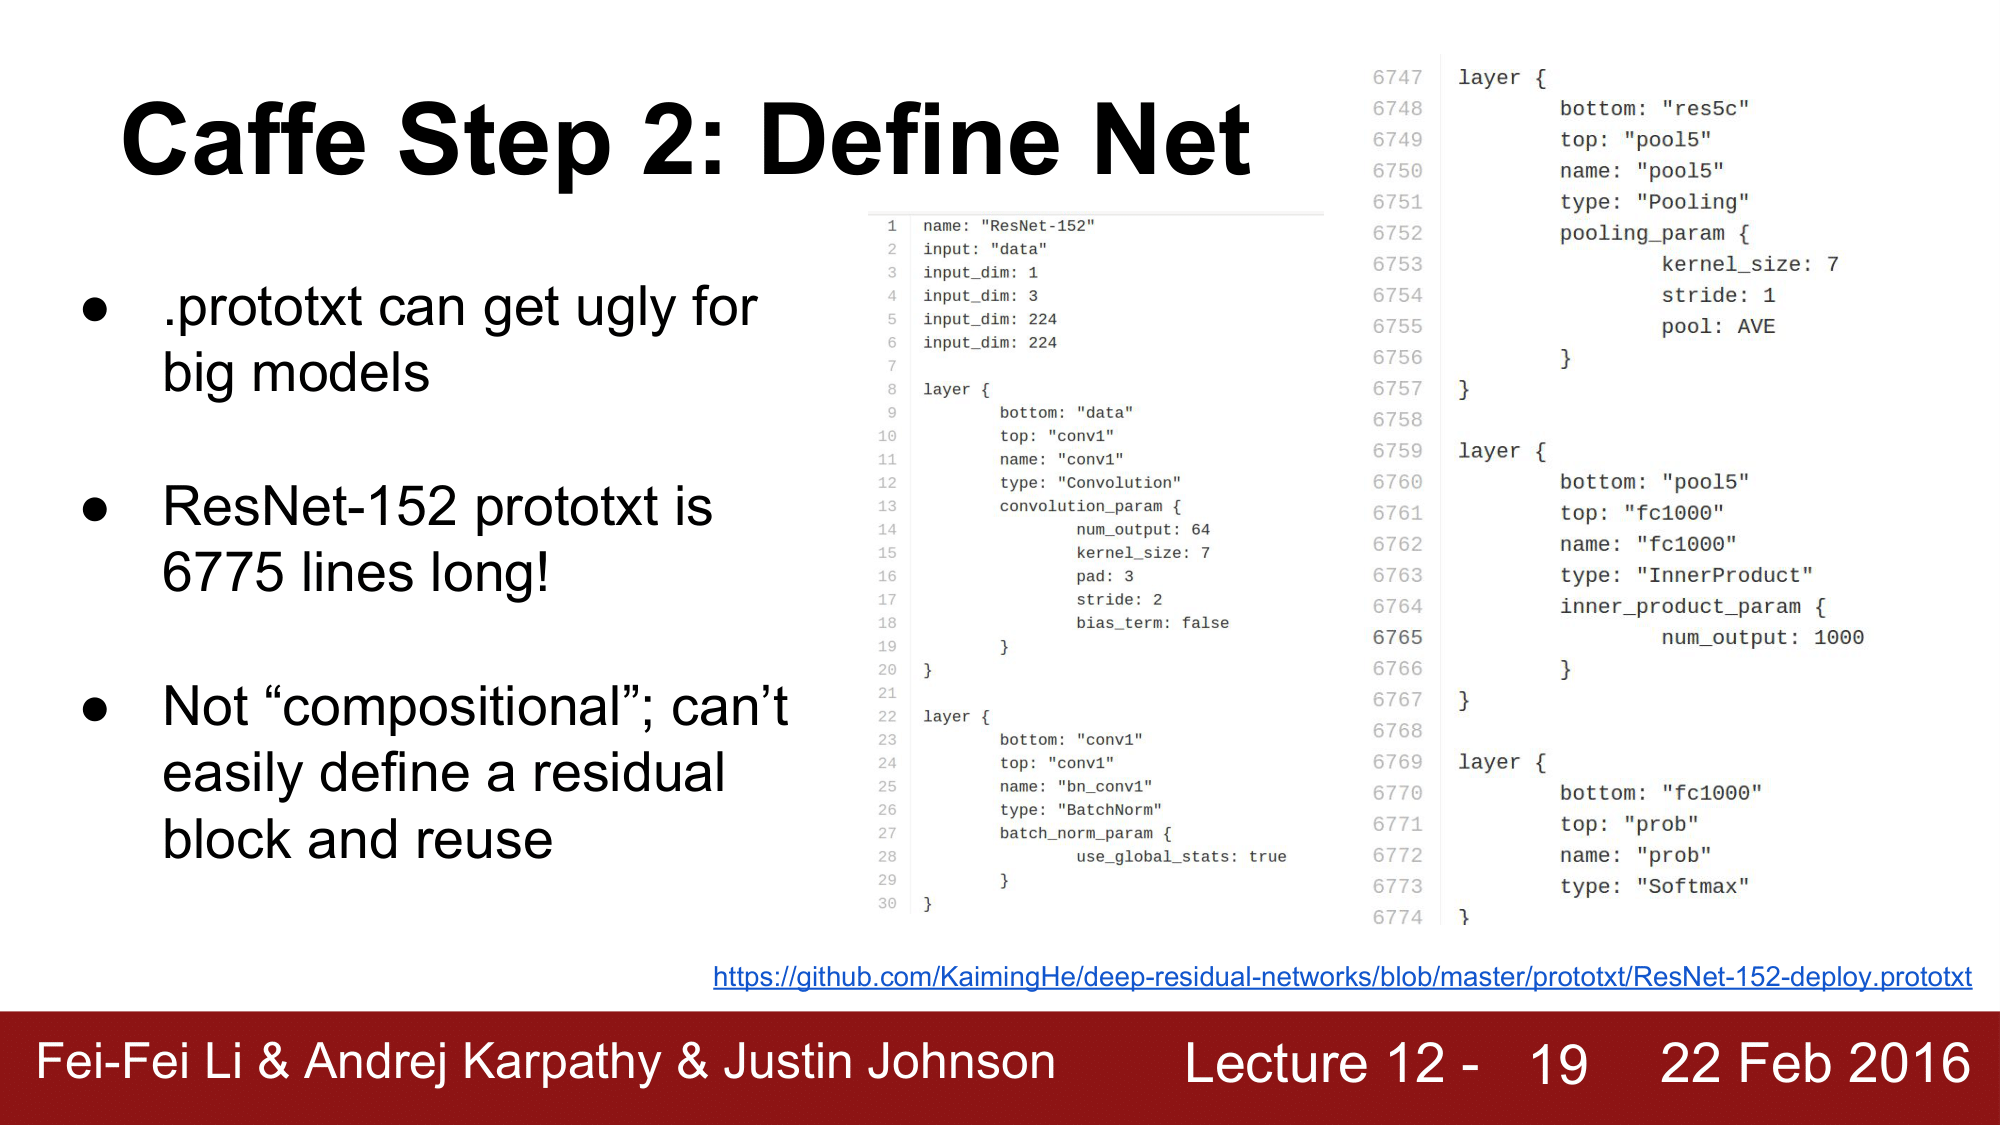 Caffe Step 2: Define Net
● .prototxt can get ugly for
big models
● ResNet-152 prototxt is
6775 lines long!
● Not “compositional”; can’t
easily define a residual
block and reuse
1 name: "ResNet-152"
2 input: "data"
3 input_dim: 1
4 input_dim: 3
5 input_dim: 224
6 input_dim: 224
7
8 layer {
9 bottom: "data"
10 top: "conv1"
11 name: "conv1"
12 type: "Convolution"
13 convolution_param {
14 num_output: 64
15 kernel_size: 7
16 pad: 3
17 stride: 2
18 bias_term: false
19 }
20 }
21
22 layer {
23 bottom: "conv1"
24 top: "conv1"
25 name: "bn_conv1"
26 type: "BatchNorm"
27 batch_norm_param {
28 use_global_stats: true
29 }
30 }
6747 layer {
6748 bottom: "res5c"
6749 top: "pool5"
6750 name: "pool5"
6751 type: "Pooling"
6752 pooling_param {
6753 kernel_size: 7
6754 stride: 1
6755 pool: AVE
6756 }
6757 }
6758
6759 layer {
6760 bottom: "pool5"
6761 top: "fc1000"
6762 name: "fc1000"
6763 type: "InnerProduct"
6764 inner_product_param {
6765 num_output: 1000
6766 }
6767 }
6768
6769 layer {
6770 bottom: "fc1000"
6771 top: "prob"
6772 name: "prob"
6773 type: "Softmax"
6774 }
https://github.com/KaimingHe/deep-residual-networks/blob/master/prototxt/ResNet-152-deploy.prototxt
Fei-Fei Li & Andrej Karpathy & Justin Johnson Lecture 12 - 19 22 Feb 2016